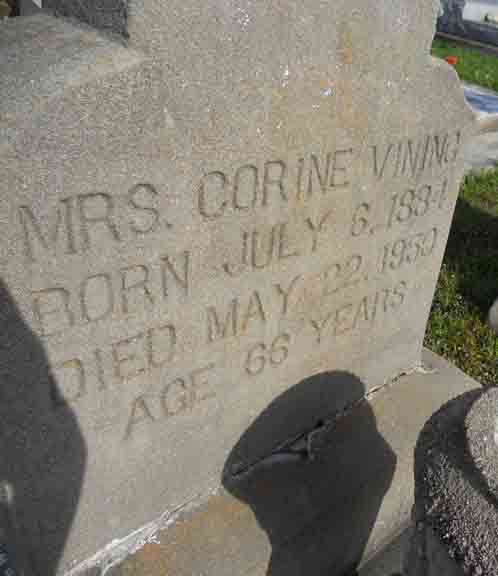 MRS. CORINE VINING
BORN JULY 6, 1884
DIED MAY 22, 1950
AGE 66 YEARS